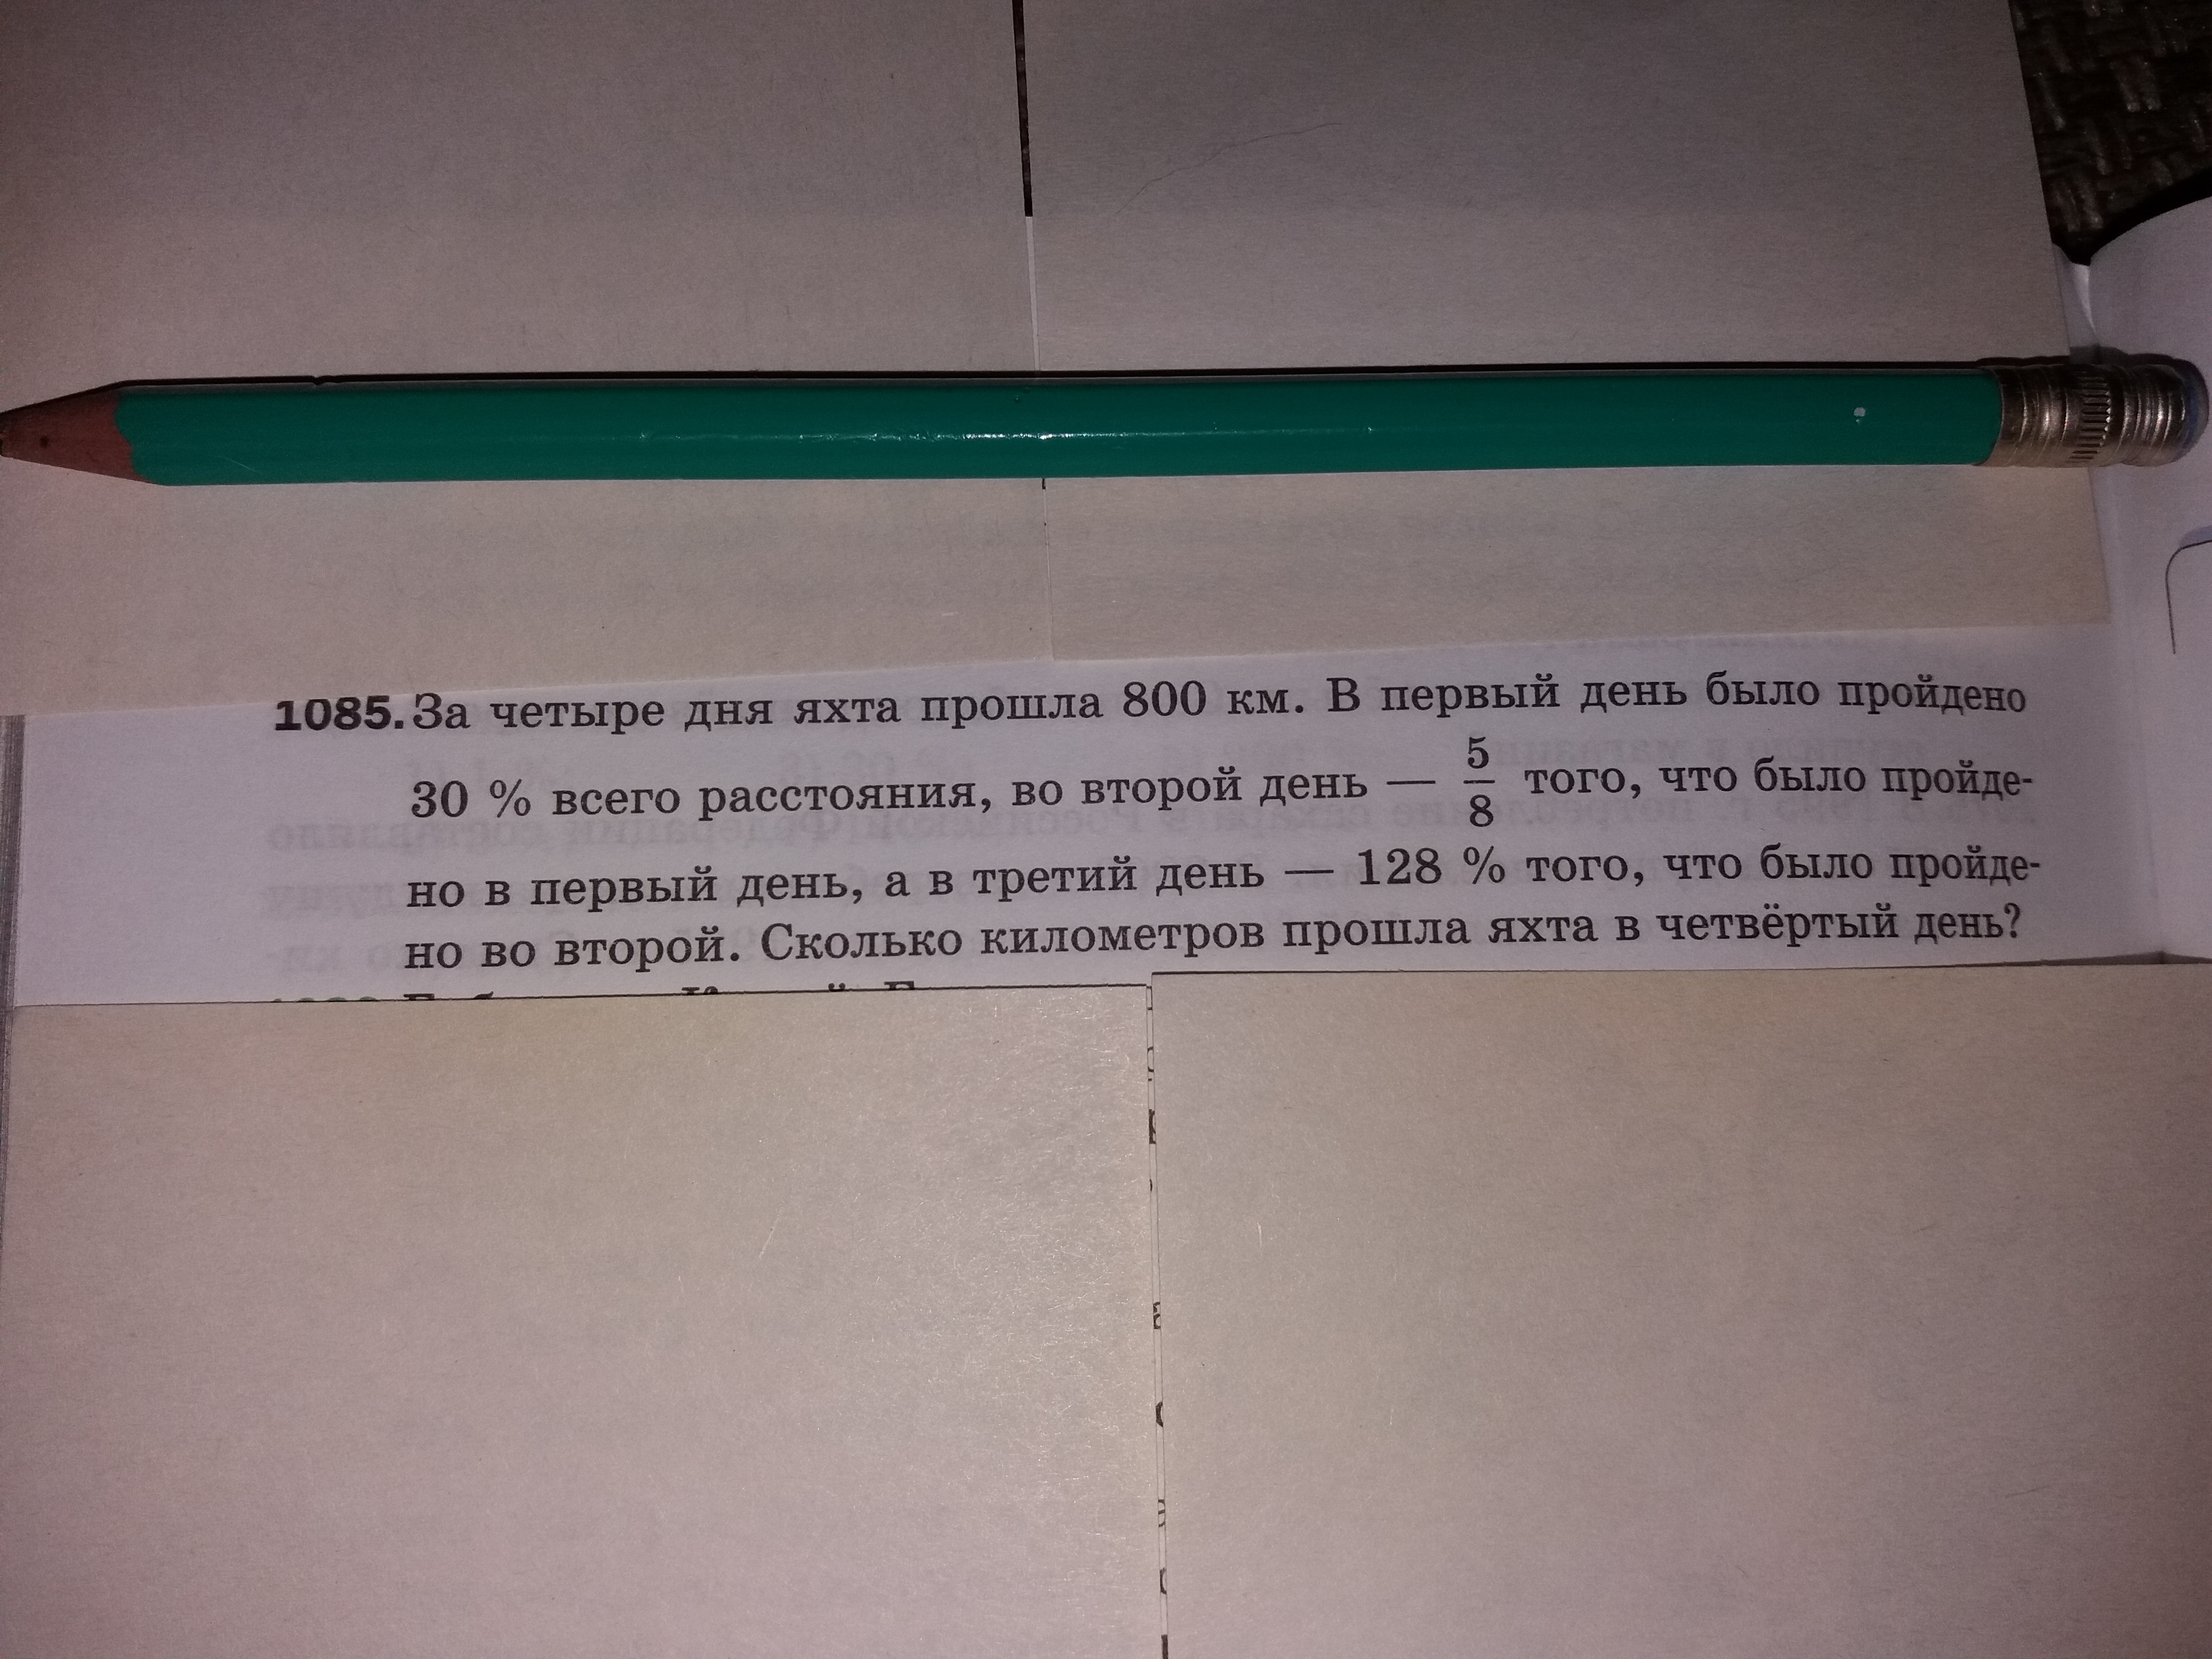 1085. За четыре дня яхта прошла 800 км. В первый день было пройдено
30 % всего расстояния, во второй день — 5/8 того, что было пройде-
но в первый день, а в третий день — 128 % того, что было пройде-
но во второй. Сколько километров прошла яхта в четвёртый день?